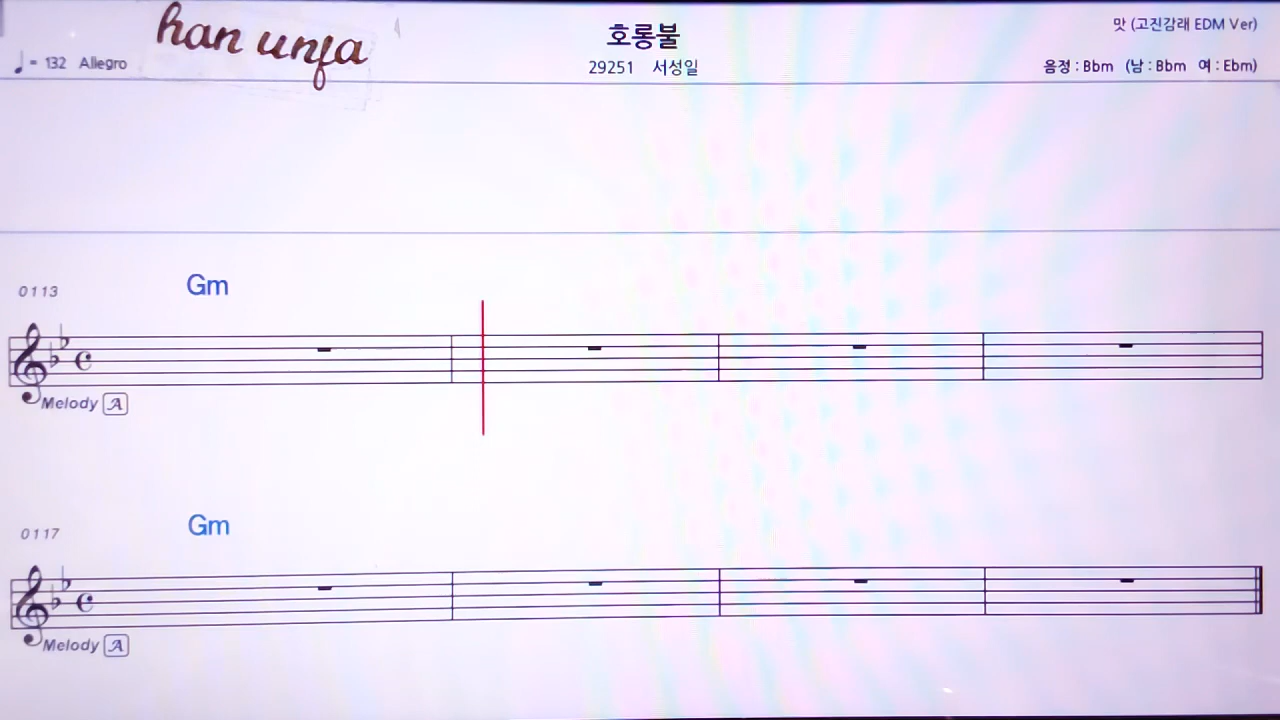 han unfa
호롱불
맛 (고진감래 EDM Ver)
♩= 132 Allegro
29251 서성일
음정 : Bbm (남 : Bbm 여 : Ebm)
0113 Gm
Melody A
0117 Gm
Melody A